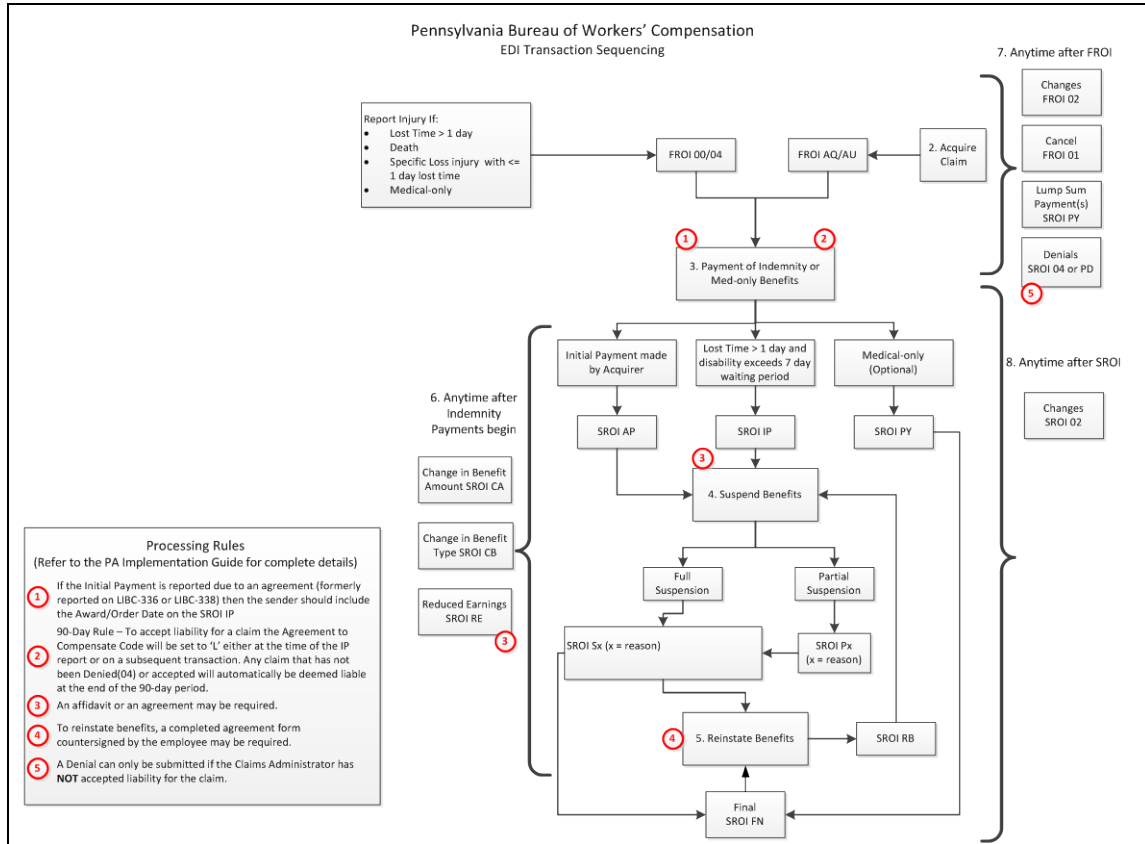 Pennsylvania Bureau of Workers' Compensation
EDI Transaction Sequencing
7. Anytime after FROI
Changes
FROI 02
Cancel
FROI 01
Lump Sum
Payment(s)
SROI PY
Denials
SROI 04 or PD
5
Report Injury If:
• Lost Time > 1 day
• Death
• Specific Loss injury with <=
1 day lost time
• Medical-only
FROI 00/04
FROI AQ/AU
2. Acquire
Claim
1
2
3. Payment of Indemnity or
Med-only Benefits
Initial Payment made
by Acquirer
Lost Time > 1 day and
disability exceeds 7 day
waiting period
Medical-only
(Optional)
8. Anytime after SROI
Changes
SROI 02
6. Anytime after
Indemnity
Payments begin
SROI AP
SROI IP
SROI PY
Change in Benefit
Amount SROI CA
Change in Benefit
Type SROI CB
Reduced Earnings
SROI RE
3
3
4. Suspend Benefits
Full
Suspension
Partial
Suspension
SROI Sx (x = reason)
SROI Px
(x = reason)
4
5. Reinstate Benefits
SROI RB
Final
SROI FN
Processing Rules
(Refer to the PA Implementation Guide for complete details)
1
If the Initial Payment is reported due to an agreement (formerly
reported on LIBC-336 or LIBC-338) then the sender should include
the Award/Order Date on the SROI IP
2
90-Day Rule – To accept liability for a claim the Agreement to
Compensate Code will be set to 'L' either at the time of the IP
report or on a subsequent transaction. Any claim that has not
been Denied(04) or accepted will automatically be deemed liable
at the end of the 90-day period.
3
An affidavit or an agreement may be required.
4
To reinstate benefits, a completed agreement form
countersigned by the employee may be required.
5
A Denial can only be submitted if the Claims Administrator has
NOT accepted liability for the claim.